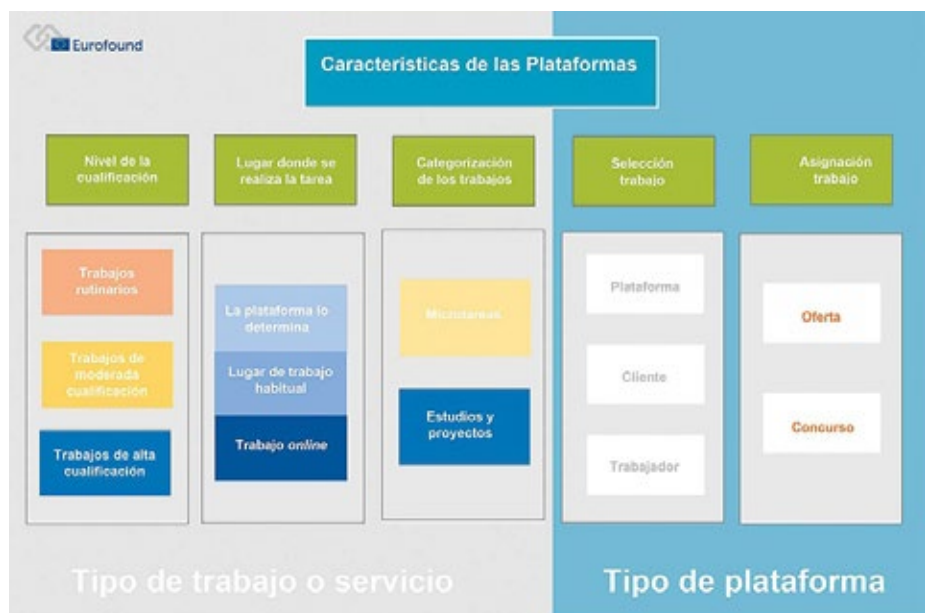 Eurofound
Características de las Plataformas
Nivel de la
cualificación
Lugar donde se
realiza la tarea
Categorización
de los trabajos
Selección
trabajo
Asignación
trabajo
Trabajos
rutinarios
Trabajos de
moderada
cualificación
Trabajos de alta
cualificación
La plataforma lo
determina
Lugar de trabajo
habitual
Trabajo online
Microtareas
Estudios y
proyectos
Plataforma
Cliente
Trabajador
Oferta
Concurso
Tipo de trabajo o servicio
Tipo de plataforma